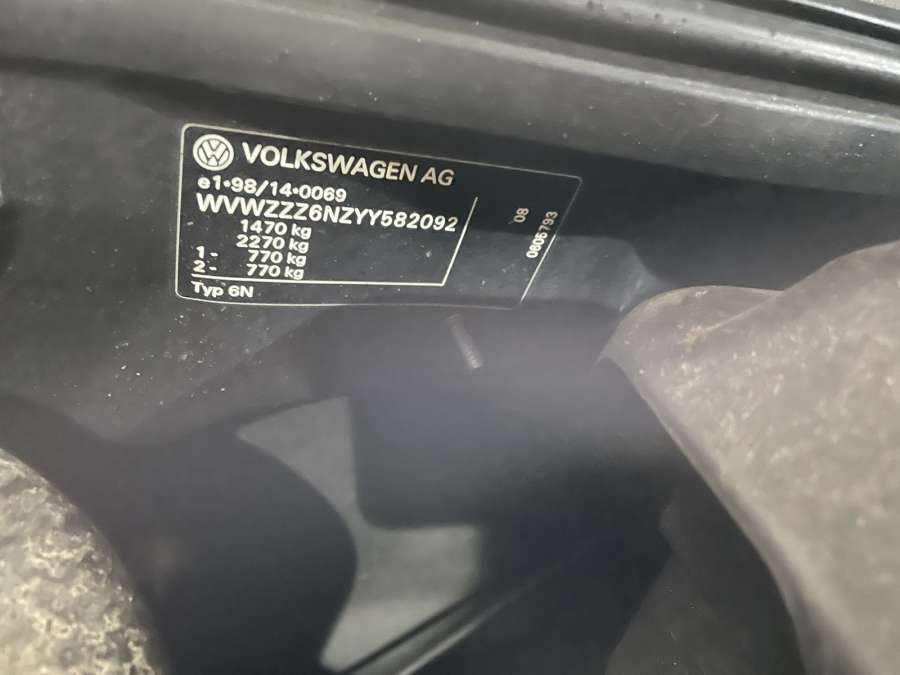 VOLKSWAGEN AG
e1*98/14*0069
WVWZZZ6NZYY582092
1470 kg
2270 kg
1- 770 kg
2- 770 kg
Typ 6N
08
0805793